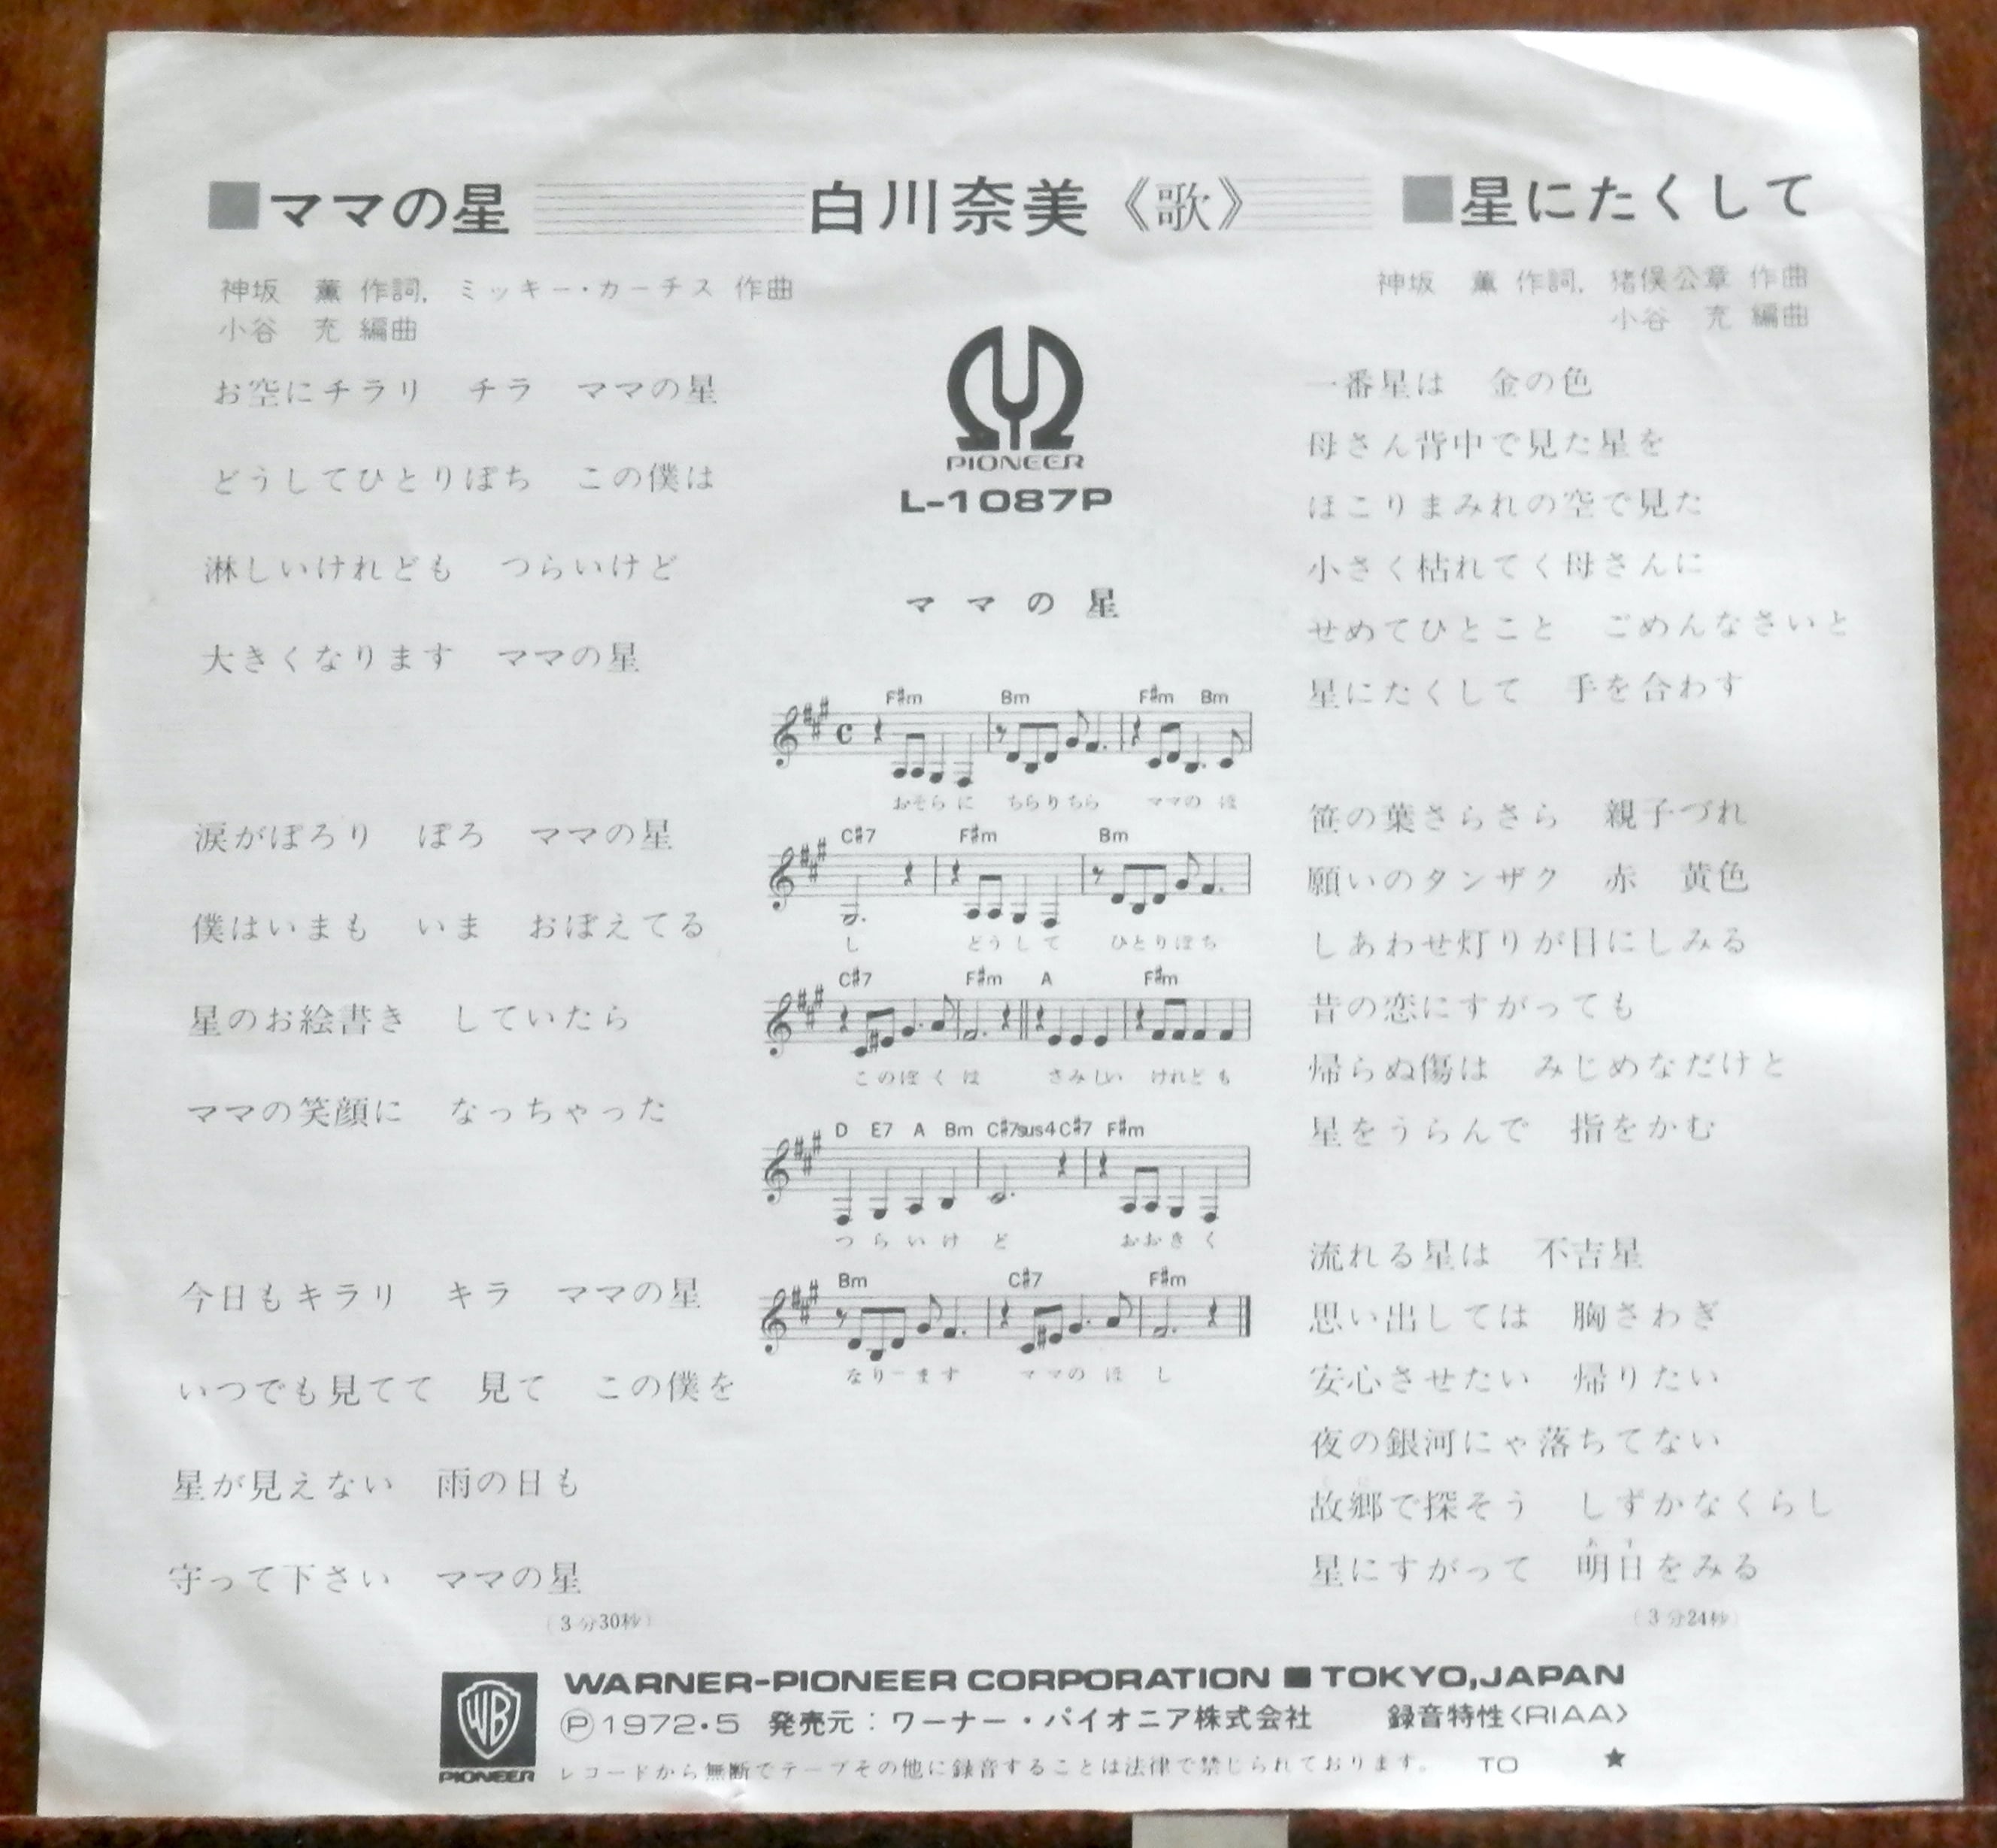 ■ママの星
白川奈美《歌》
■星にたくして
神坂 薫 作詞, ミッキー・カーチス 作曲
小谷 充 編曲
お空にチラリ チラ ママの星
どうしてひとりぼち この僕は
淋しいけれども つらいけど
大きくなります ママの星
涙がぽろり ぽろ ママの星
僕はいまも いま おぼえてる
星のお絵書き していたら
ママの笑顔に なっちゃった
今日もキラリ キラ ママの星
いつでも見てて 見て この僕を
星が見えない 雨の日も
守って下さい ママの星
(3分30秒)
PIONEER
L-1087P
ママの星
F#m Bm F#m Bm
C
おそらに ちらりちら ママのほ
C#7 F#m Bm
し どうして ひとりぼち
C#7 F#m A F#m
このぼくは さみしい けれども
D E7 A Bm C#7sus4 C#7 F#m
つらいけど おおきく
Bm C#7 F#m
なりーます ママのほし
神坂 薫 作詞, 猪俣公章 作曲
小谷 充 編曲
一番星は 金の色
母さん背中で見た星を
ほこりまみれの空で見た
小さく枯れてく母さんに
せめてひとこと ごめんなさいと
星にたくして 手を合わす
笹の葉さらさら 親子づれ
願いのタンザク 赤 黄色
しあわせ灯りが目にしみる
昔の恋にすがっても
帰らぬ傷は みじめなだけと
星をうらんで 指をかむ
流れる星は 不吉星
思い出しては 胸さわぎ
安心させたい 帰りたい
夜の銀河にゃ落ちてない
故郷で探そう しずかなくらし
星にすがって 明日をみる
(3分24秒)
WB
PIONEER
WARNER-PIONEER CORPORATION ■ TOKYO,JAPAN
Ⓟ1972・5 発売元：ワーナー・パイオニア株式会社 録音特性〈RIAA〉
レコードから無断でテープその他に録音することは法律で禁じられております。 TO ★